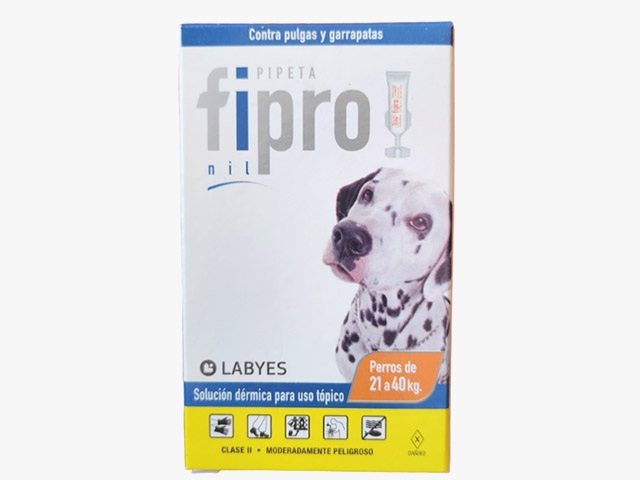 Contra pulgas y garrapatas
PIPETA
fipro
nil
LABYES
Perros de
21 a 40 kg.
Solución dérmica para uso tópico
CLASE II • MODERADAMENTE PELIGROSO
X
DAÑINO